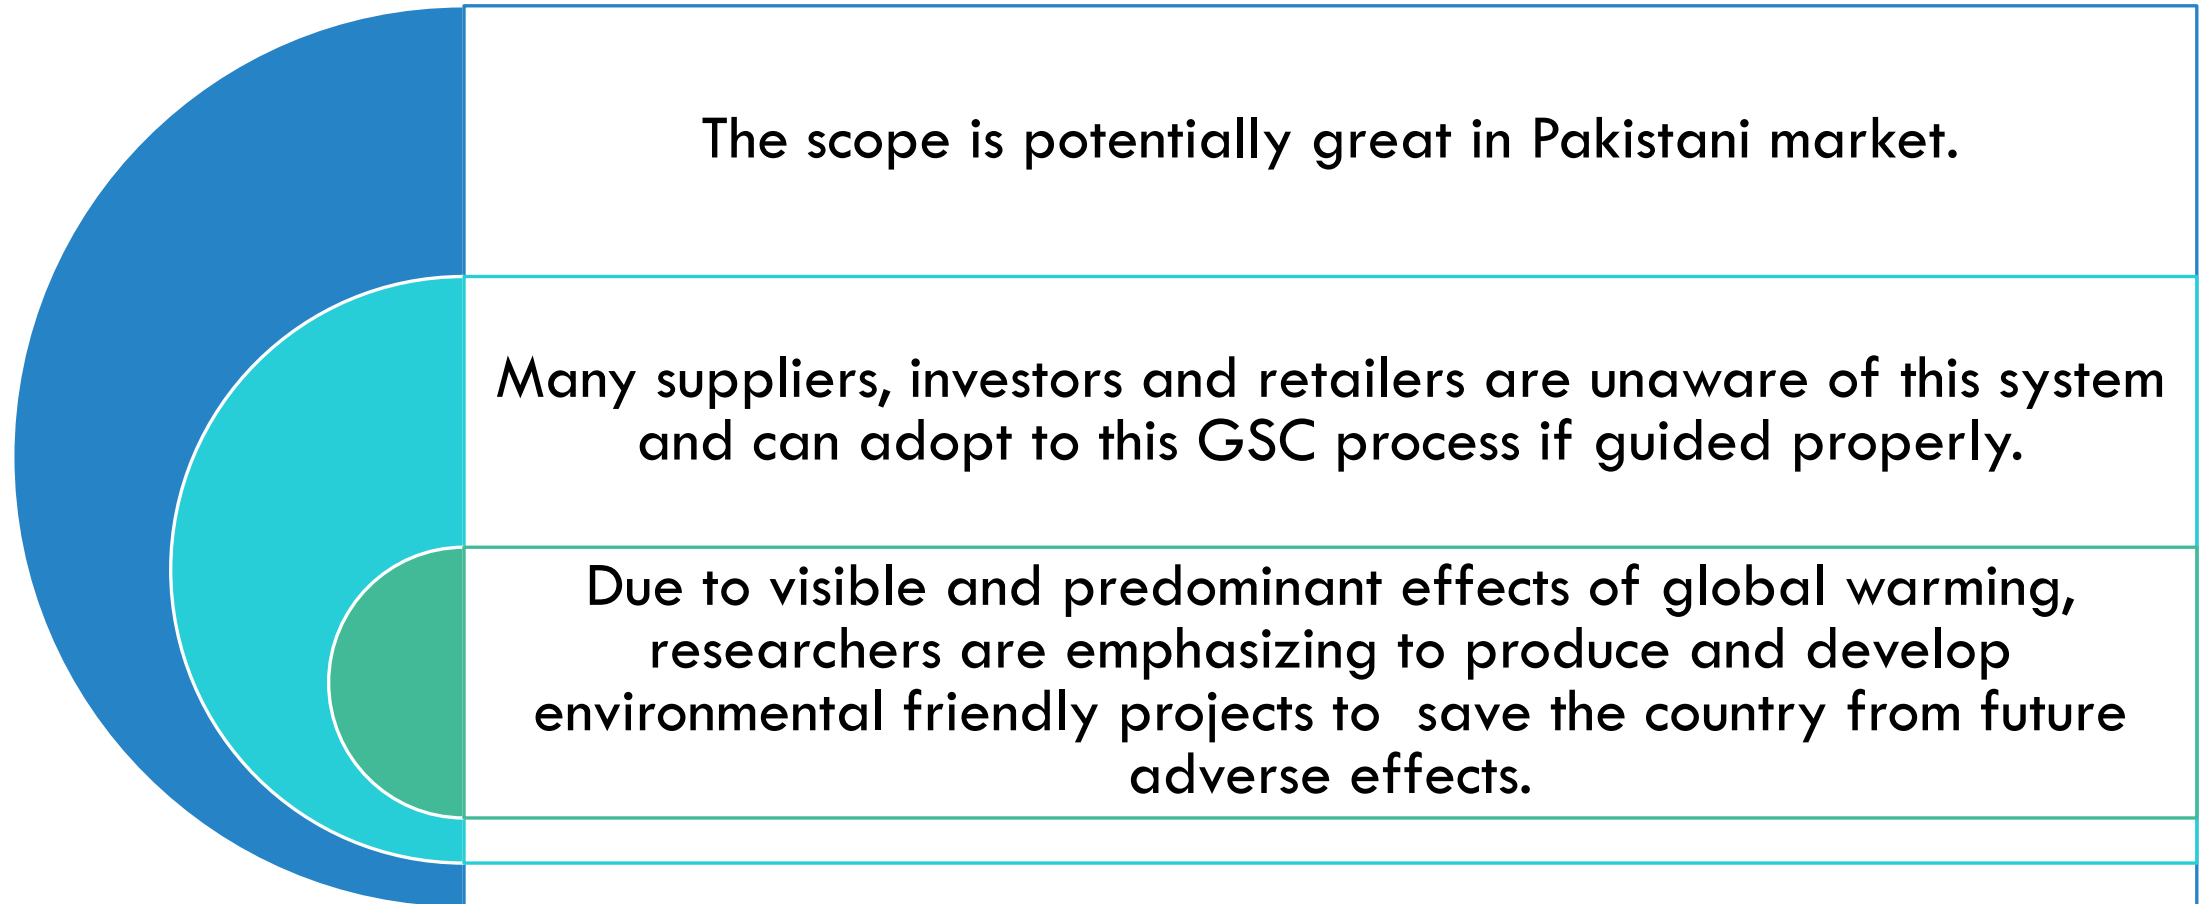 The scope is potentially great in Pakistani market.
Many suppliers, investors and retailers are unaware of this system
and can adopt to this GSC process if guided properly.
Due to visible and predominant effects of global warming,
researchers are emphasizing to produce and develop
environmental friendly projects to  save the country from future
adverse effects.